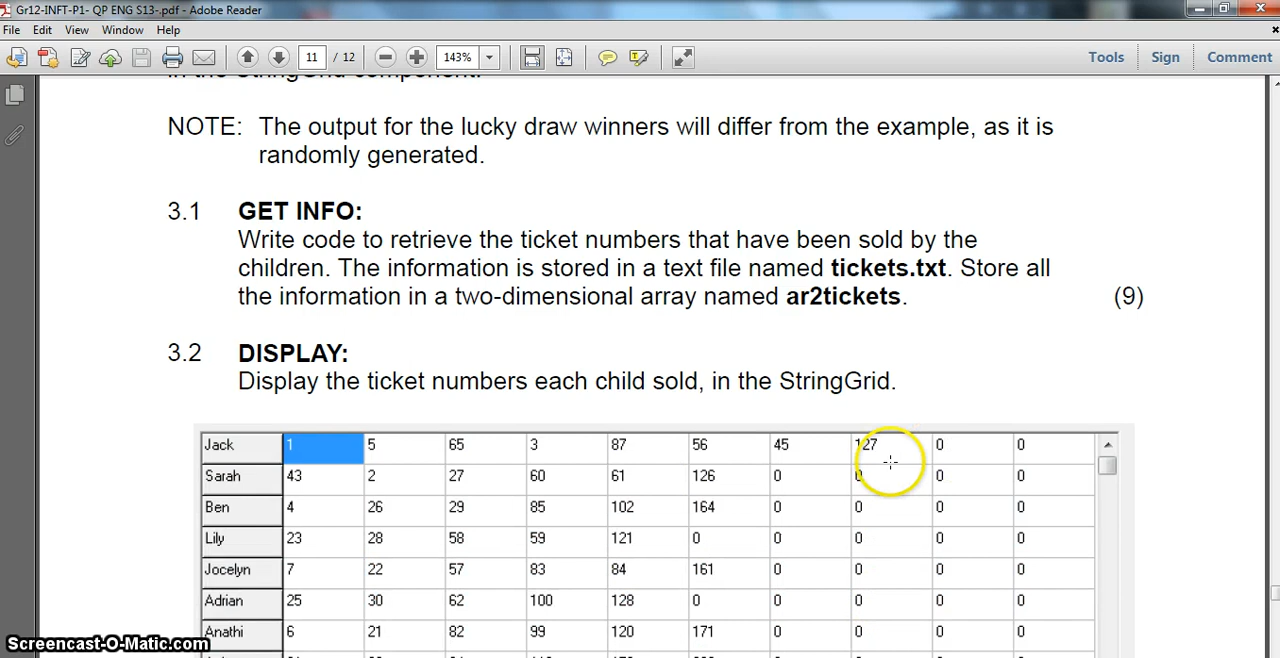 Gr12-INFT-P1- QP ENG S13-.pdf - Adobe Reader
File Edit View Window Help
11 / 12 143% Tools Sign Comment
in the StringGrid component.
NOTE: The output for the lucky draw winners will differ from the example, as it is
randomly generated.
3.1 GET INFO:
Write code to retrieve the ticket numbers that have been sold by the
children. The information is stored in a text file named tickets.txt. Store all
the information in a two-dimensional array named ar2tickets. (9)
3.2 DISPLAY:
Display the ticket numbers each child sold, in the StringGrid.
Jack 1 5 65 3 87 56 45 127 0 0
Sarah 43 2 27 60 61 126 0 0 0 0
Ben 4 26 29 85 102 164 0 0 0 0
Lily 23 28 58 59 121 0 0 0 0 0
Jocelyn 7 22 57 83 84 161 0 0 0 0
Adrian 25 30 62 100 128 0 0 0 0 0
Anathi 6 21 82 99 120 171 0 0 0 0
Screencast-O-Matic.com